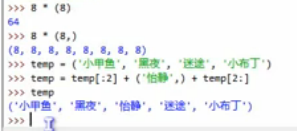 >>> 8 * (8)
64
>>> 8 * (8,)
(8, 8, 8, 8, 8, 8, 8, 8)
>>> temp = ('小甲鱼', '黑夜', '迷途', '小布丁')
>>> temp = temp[:2] + ('怡静',) + temp[2:]
>>> temp
('小甲鱼', '黑夜', '怡静', '迷途', '小布丁')
>>>